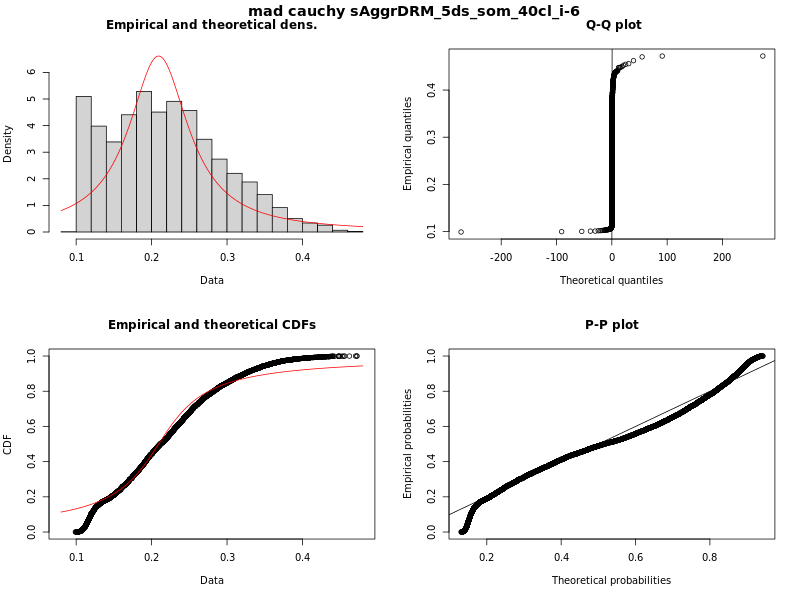 mad cauchy sAggrDRM_5ds_som_40cl_i-6
Empirical and theoretical dens.
Density
0 1 2 3 4 5 6
0.1 0.2 0.3 0.4
Data
Q-Q plot
Empirical quantiles
0.1 0.2 0.3 0.4
-200 -100 0 100 200
Theoretical quantiles
Empirical and theoretical CDFs
CDF
0.0 0.2 0.4 0.6 0.8 1.0
0.1 0.2 0.3 0.4
Data
P-P plot
Empirical probabilities
0.0 0.2 0.4 0.6 0.8 1.0
0.2 0.4 0.6 0.8
Theoretical probabilities